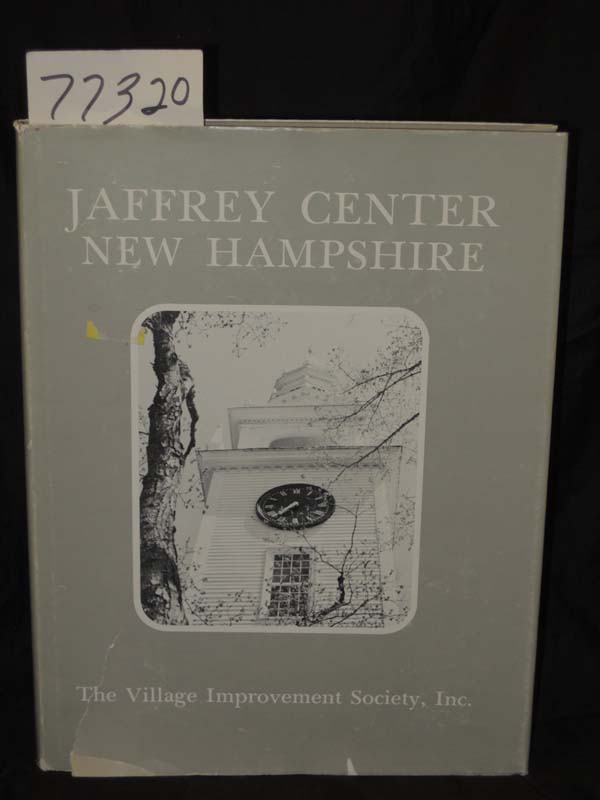 77320
JAFFREY CENTER
NEW HAMPSHIRE
The Village Improvement Society, Inc.